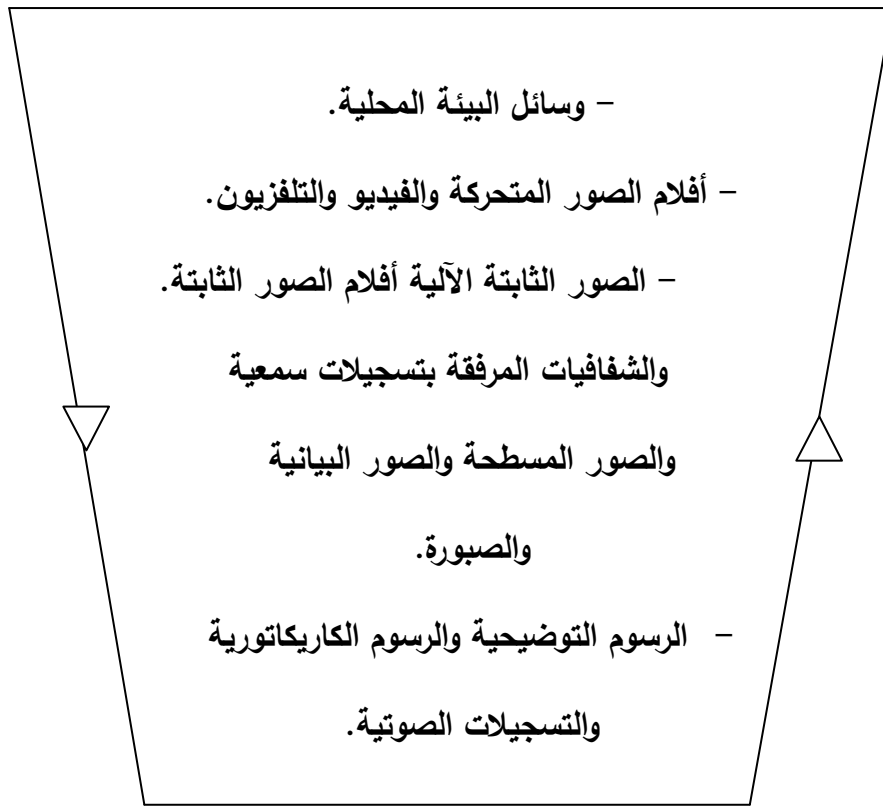 – وسائل البيئة المحلية.
– أفلام الصور المتحركة والفيديو والتلفزيون.
– الصور الثابتة الآلية أفلام الصور الثابتة.
والشفافيات المرفقة بتسجيلات سمعية
والصور المسطحة والصور البيانية
والصبورة.
– الرسوم التوضيحية والرسوم الكاريكاتورية
والتسجيلات الصوتية.